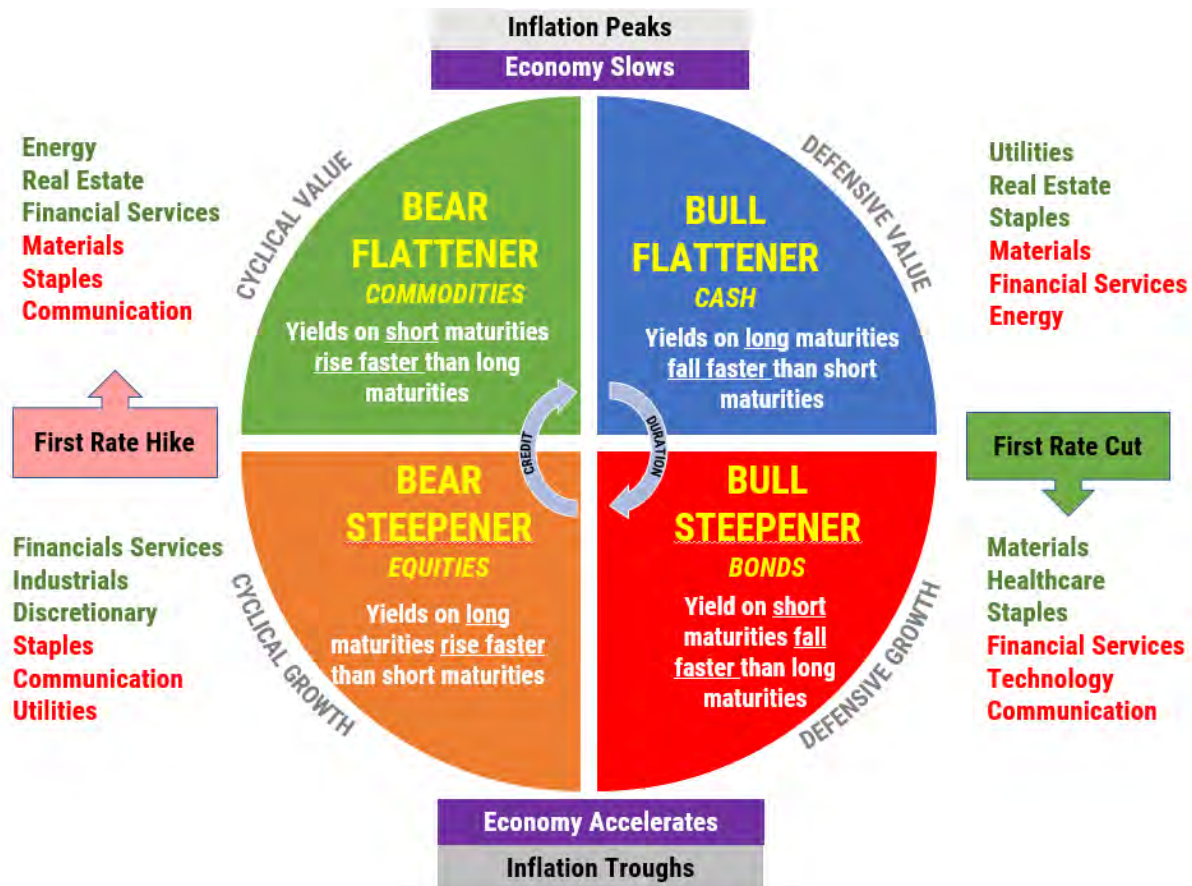 Inflation Peaks
Economy Slows
Energy
Real Estate
Financial Services
Materials
Staples
Communication
CYCLICAL VALUE
BEAR
FLATTENER
COMMODITIES
Yields on short maturities
rise faster than long
maturities
BULL
FLATTENER
CASH
Yields on long maturities
fall faster than short
maturities
DEFENSIVE VALUE
Utilities
Real Estate
Staples
Materials
Financial Services
Energy
First Rate Hike
CREDIT
DURATION
First Rate Cut
Financials Services
Industrials
Discretionary
Staples
Communication
Utilities
CYCLICAL GROWTH
BEAR
STEEPENER
EQUITIES
Yields on long
maturities rise faster
than short maturities
BULL
STEEPENER
BONDS
Yield on short
maturities fall
faster than long
maturities
DEFENSIVE GROWTH
Materials
Healthcare
Staples
Financial Services
Technology
Communication
Economy Accelerates
Inflation Troughs